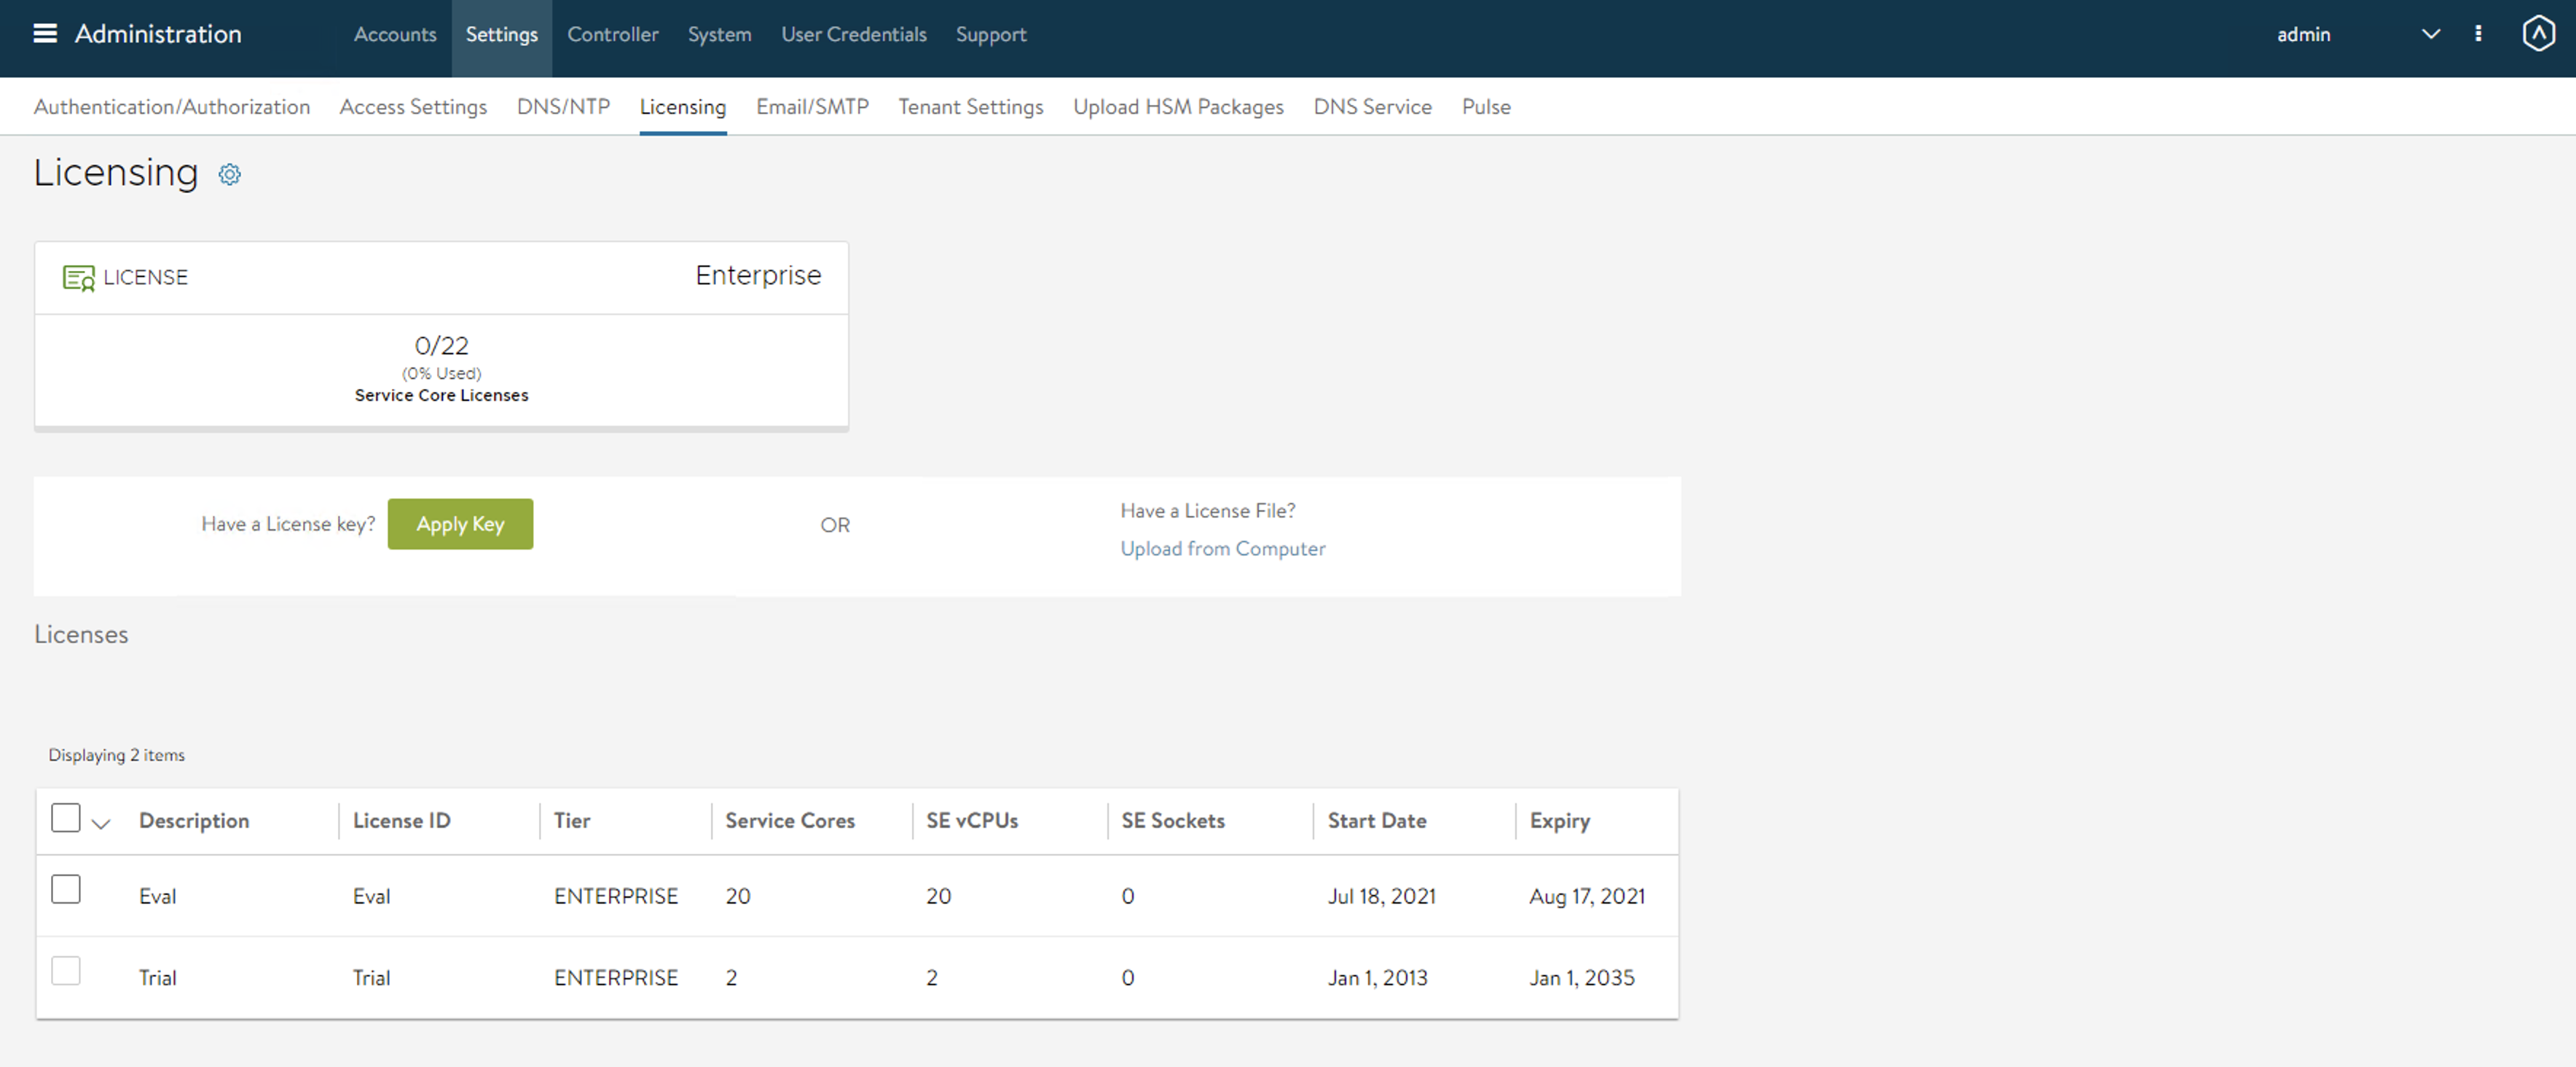 Administration Accounts Settings Controller System User Credentials Support admin
Authentication/Authorization Access Settings DNS/NTP Licensing Email/SMTP Tenant Settings Upload HSM Packages DNS Service Pulse
Licensing
LICENSE Enterprise
0/22
(0% Used)
Service Core Licenses
Have a License key? Apply Key OR Have a License File?
Upload from Computer
Licenses
Displaying 2 items
Description License ID Tier Service Cores SE vCPUs SE Sockets Start Date Expiry
Eval Eval ENTERPRISE 20 20 0 Jul 18, 2021 Aug 17, 2021
Trial Trial ENTERPRISE 2 2 0 Jan 1, 2013 Jan 1, 2035